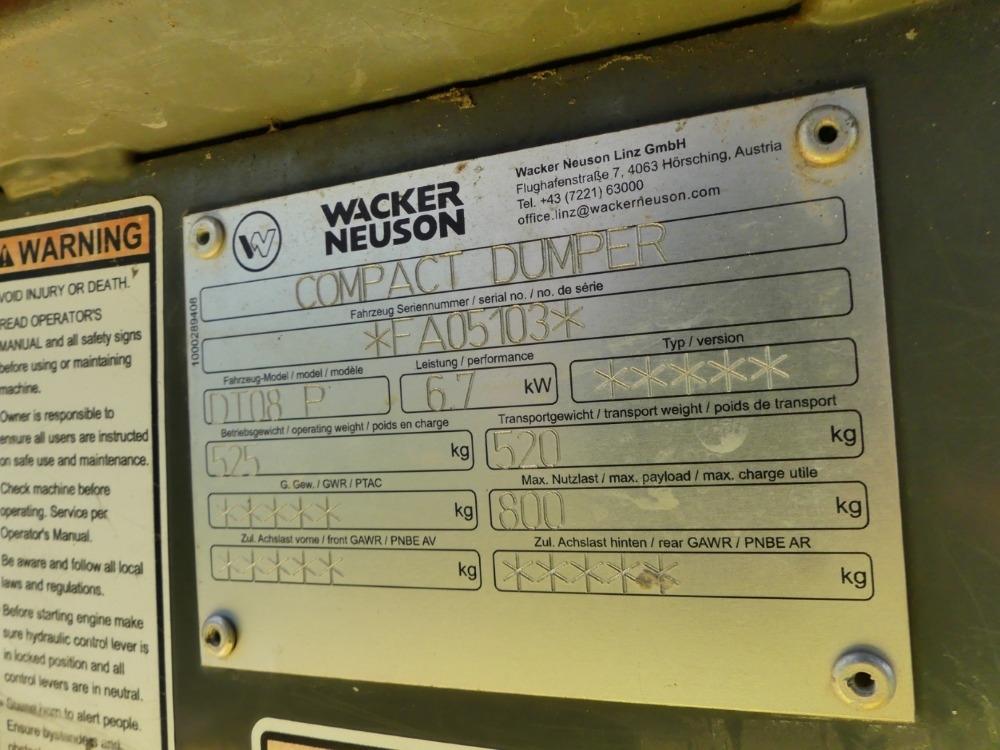 WARNING
VOID INJURY OR DEATH.
READ OPERATOR'S
MANUAL and all safety signs
before using or maintaining
machine.
Owner is responsible to
ensure all users are instructed
on safe use and maintenance.
Check machine before
operating. Service per
Operator's Manual.
Be aware and follow all local
laws and regulations.
Before starting engine make
sure hydraulic control lever is
in locked position and all
control levers are in neutral.
horn to alert people.
Ensure bystanders and
W
WACKER
NEUSON
Wacker Neuson Linz GmbH
Flughafenstraße 7, 4063 Hörsching, Austria
Tel. +43 (7221) 63000
office.linz@wackerneuson.com
COMPACT DUMPER
Fahrzeug Seriennummer / serial no. / no. de série
*FA05103*
1000289408
Fahrzeug-Model / model / modèle
DT08 P
Leistung / performance
6.7 kW
Typ / version
*****
Betriebsgewicht / operating weight / poids en charge
525 kg
Transportgewicht / transport weight / poids de transport
520 kg
G. Gew. / GWR / PTAC
***** kg
Max. Nutzlast / max. payload / max. charge utile
800 kg
Zul. Achslast vorne / front GAWR / PNBE AV
***** kg
Zul. Achslast hinten / rear GAWR / PNBE AR
***** kg